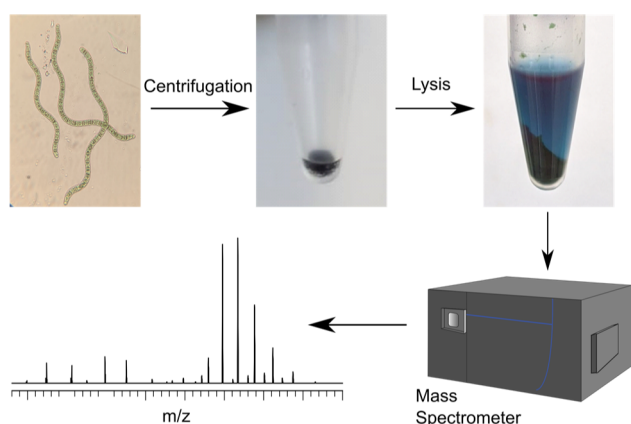 Centrifugation
Lysis
Mass
Spectrometer
m/z